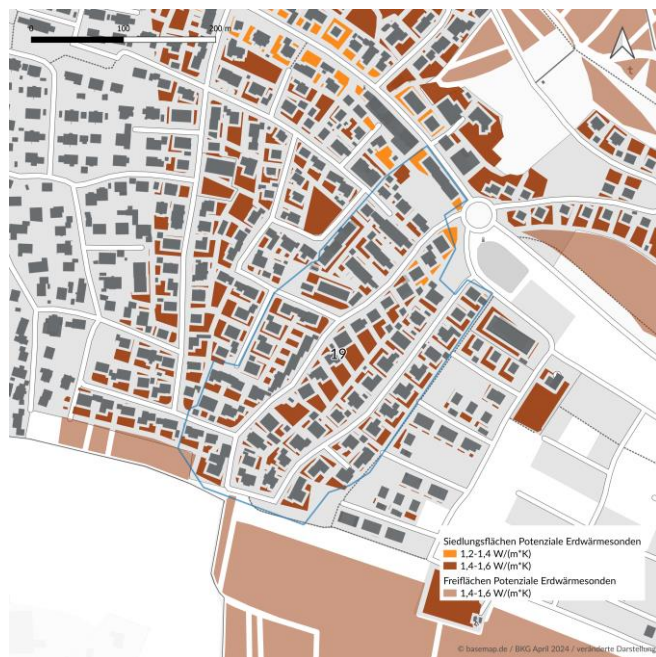 0 100 200 m
19
Siedlungsflächen Potenziale Erdwärmesonden
1,2-1,4 W/(m*K)
1,4-1,6 W/(m*K)
Freiflächen Potenziale Erdwärmesonden
1,4-1,6 W/(m*K)
© basemap.de / BKG April 2024 / veränderte Darstellung